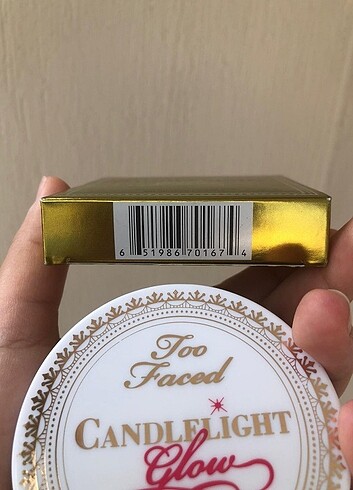 6 51986 70167 4
Too
Faced
CANDLELIGHT
Glow